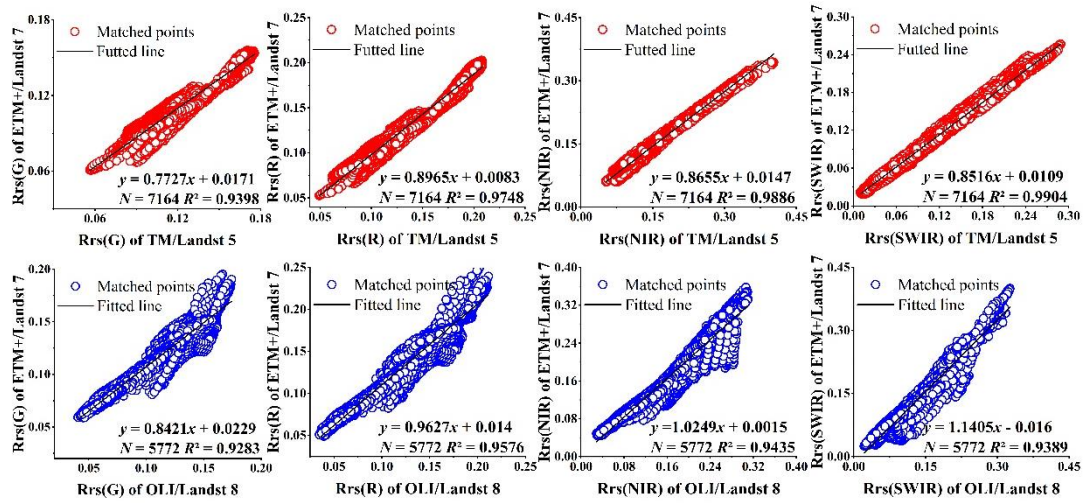 Rrs(G) of ETM+/Landst 7
0.18
0.12
0.06
Matched points
Futted line
y = 0.7727x + 0.0171
N = 7164 R² = 0.9398
0.06 0.12 0.18
Rrs(G) of TM/Landst 5
Rrs(R) of ETM+/Landst 7
0.25
0.20
0.15
0.10
0.05
Matched points
Futted line
y = 0.8965x + 0.0083
N = 7164 R² = 0.9748
0.05 0.10 0.15 0.20 0.25
Rrs(R) of TM/Landst 5
Rrs(NIR) of ETM+/Landst 7
0.45
0.30
0.15
Matched points
Futted line
y = 0.8655x + 0.0147
N = 7164 R² = 0.9886
0.00 0.15 0.30 0.45
Rrs(NIR) of TM/Landst 5
Rrs(SWIR) of ETM+/Landst 7
0.30
0.24
0.18
0.12
0.06
0.00
Matched points
Futted line
y = 0.8516x + 0.0109
N = 7164 R² = 0.9904
0.00 0.06 0.12 0.18 0.24 0.30
Rrs(SWIR) of TM/Landst 5
Rrs(G) of ETM+/Landst 7
0.20
0.15
0.10
0.05
Matched points
Fitted line
y = 0.8421x + 0.0229
N = 5772 R² = 0.9283
0.05 0.10 0.15 0.20
Rrs(G) of OLI/Landst 8
Rrs(R) of ETM+/Landst 7
0.25
0.20
0.15
0.10
0.05
Matched points
Fitted line
y = 0.9627x + 0.014
N = 5772 R² = 0.9576
0.05 0.10 0.15 0.20 0.25
Rrs(R) of OLI/Landst 8
Rrs(NIR) of ETM+/Landst 7
0.40
0.32
0.24
0.16
0.08
0.00
Matched points
Fitted line
y = 1.0249x + 0.0015
N = 5772 R² = 0.9435
0.00 0.08 0.16 0.24 0.32 0.40
Rrs(NIR) of OLI/Landst 8
Rrs(SWIR) of ETM+/Landst 7
0.45
0.30
0.15
0.00
Matched points
Fitted line
y = 1.1405x - 0.016
N = 5772 R² = 0.9389
0.00 0.15 0.30 0.45
Rrs(SWIR) of OLI/Landst 8